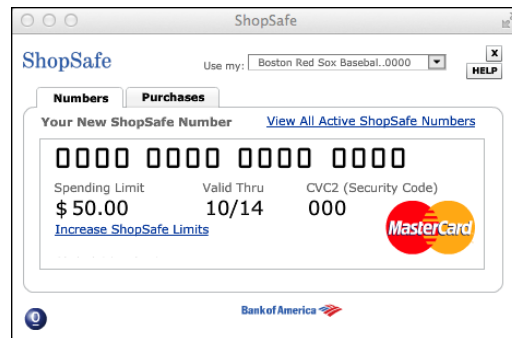 ShopSafe
ShopSafe
Use my: Boston Red Sox Basebal..0000
X
HELP
Numbers Purchases
Your New ShopSafe Number View All Active ShopSafe Numbers
0000 0000 0000 0000
Spending Limit Valid Thru CVC2 (Security Code)
$50.00 10/14 000
Increase ShopSafe Limits
MasterCard
Bank of America